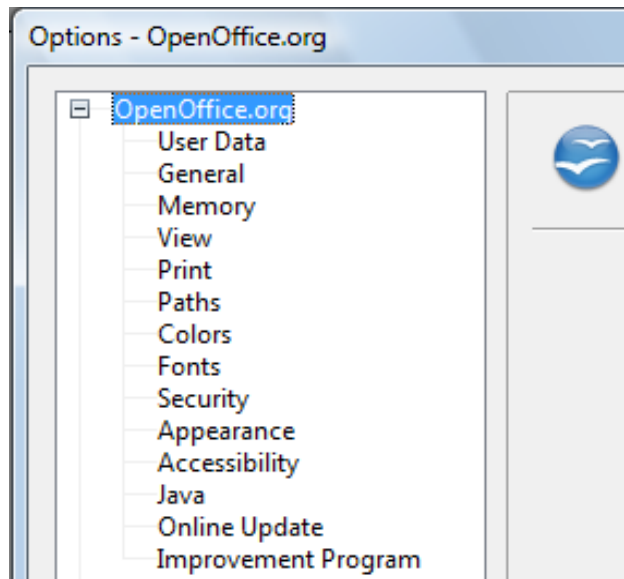 Options - OpenOffice.org
OpenOffice.org
User Data
General
Memory
View
Print
Paths
Colors
Fonts
Security
Appearance
Accessibility
Java
Online Update
Improvement Program